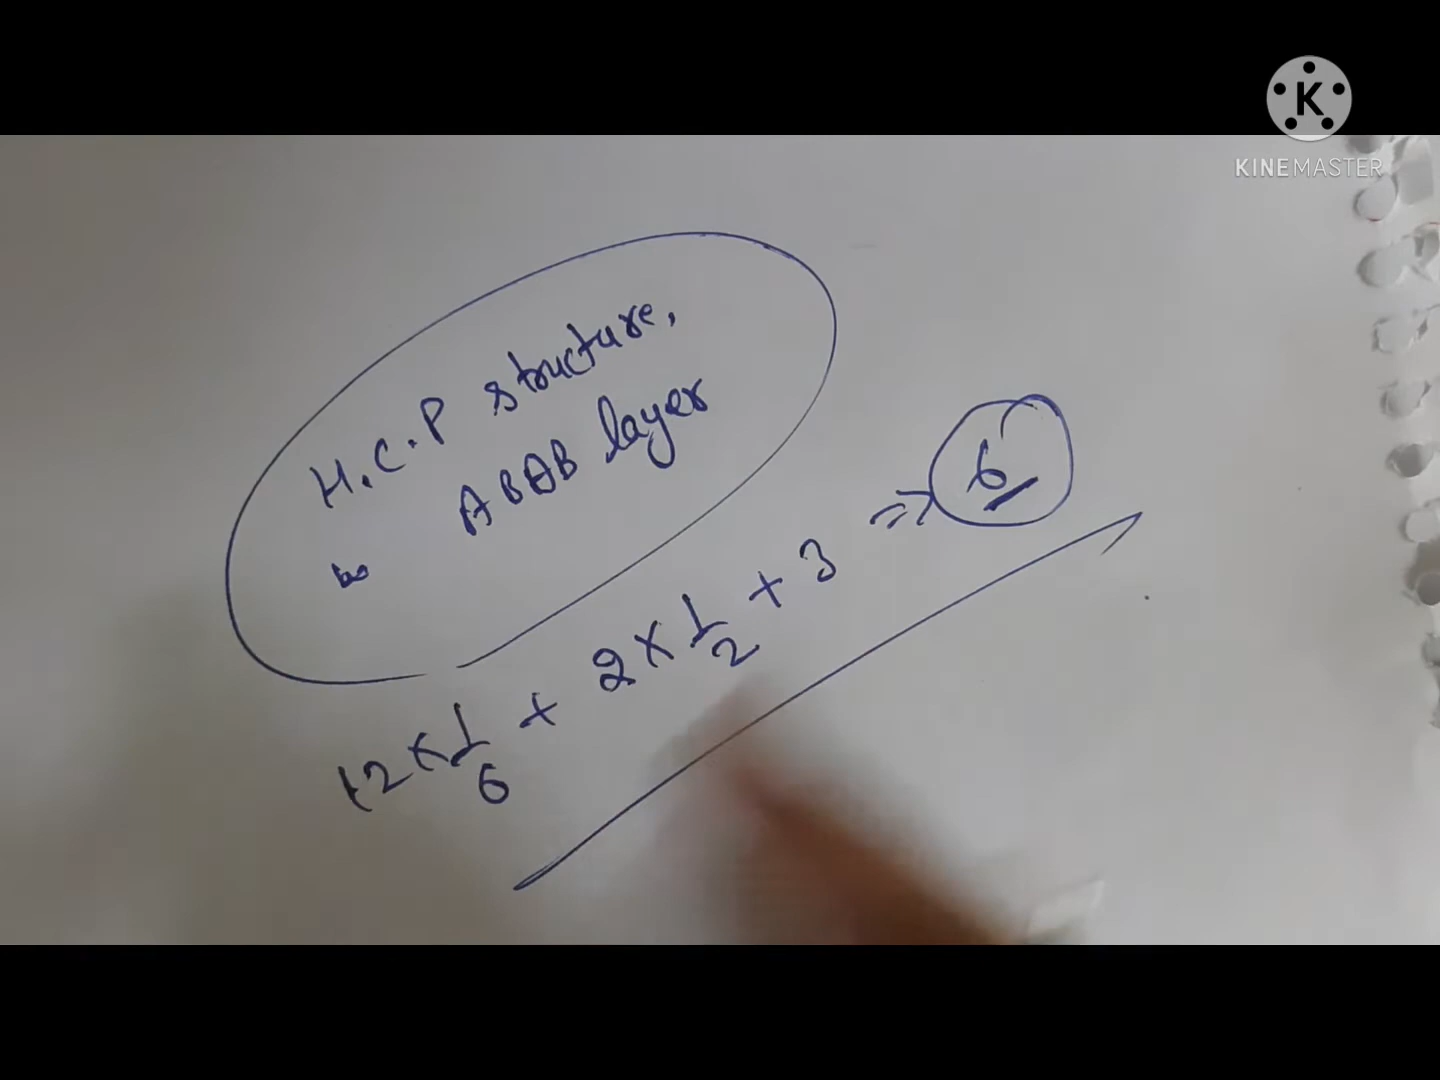 K
KINEMASTER
H.C.P structure,
ABAB layer
12 × 1/6 + 2 × 1/2 + 3 => 6